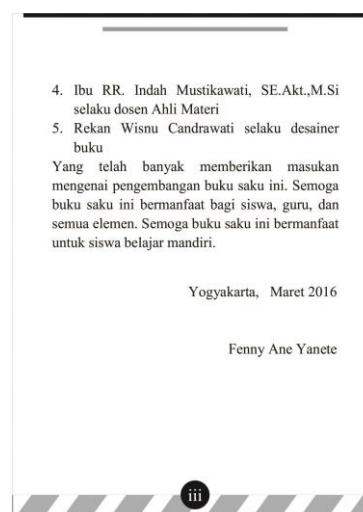 4. Ibu RR. Indah Mustikawati, SE.Akt.,M.Si
selaku dosen Ahli Materi
5. Rekan Wisnu Candrawati selaku desainer
buku
Yang telah banyak memberikan masukan
mengenai pengembangan buku saku ini. Semoga
buku saku ini bermanfaat bagi siswa, guru, dan
semua elemen. Semoga buku saku ini bermanfaat
untuk siswa belajar mandiri.
Yogyakarta, Maret 2016
Fenny Ane Yanete
iii